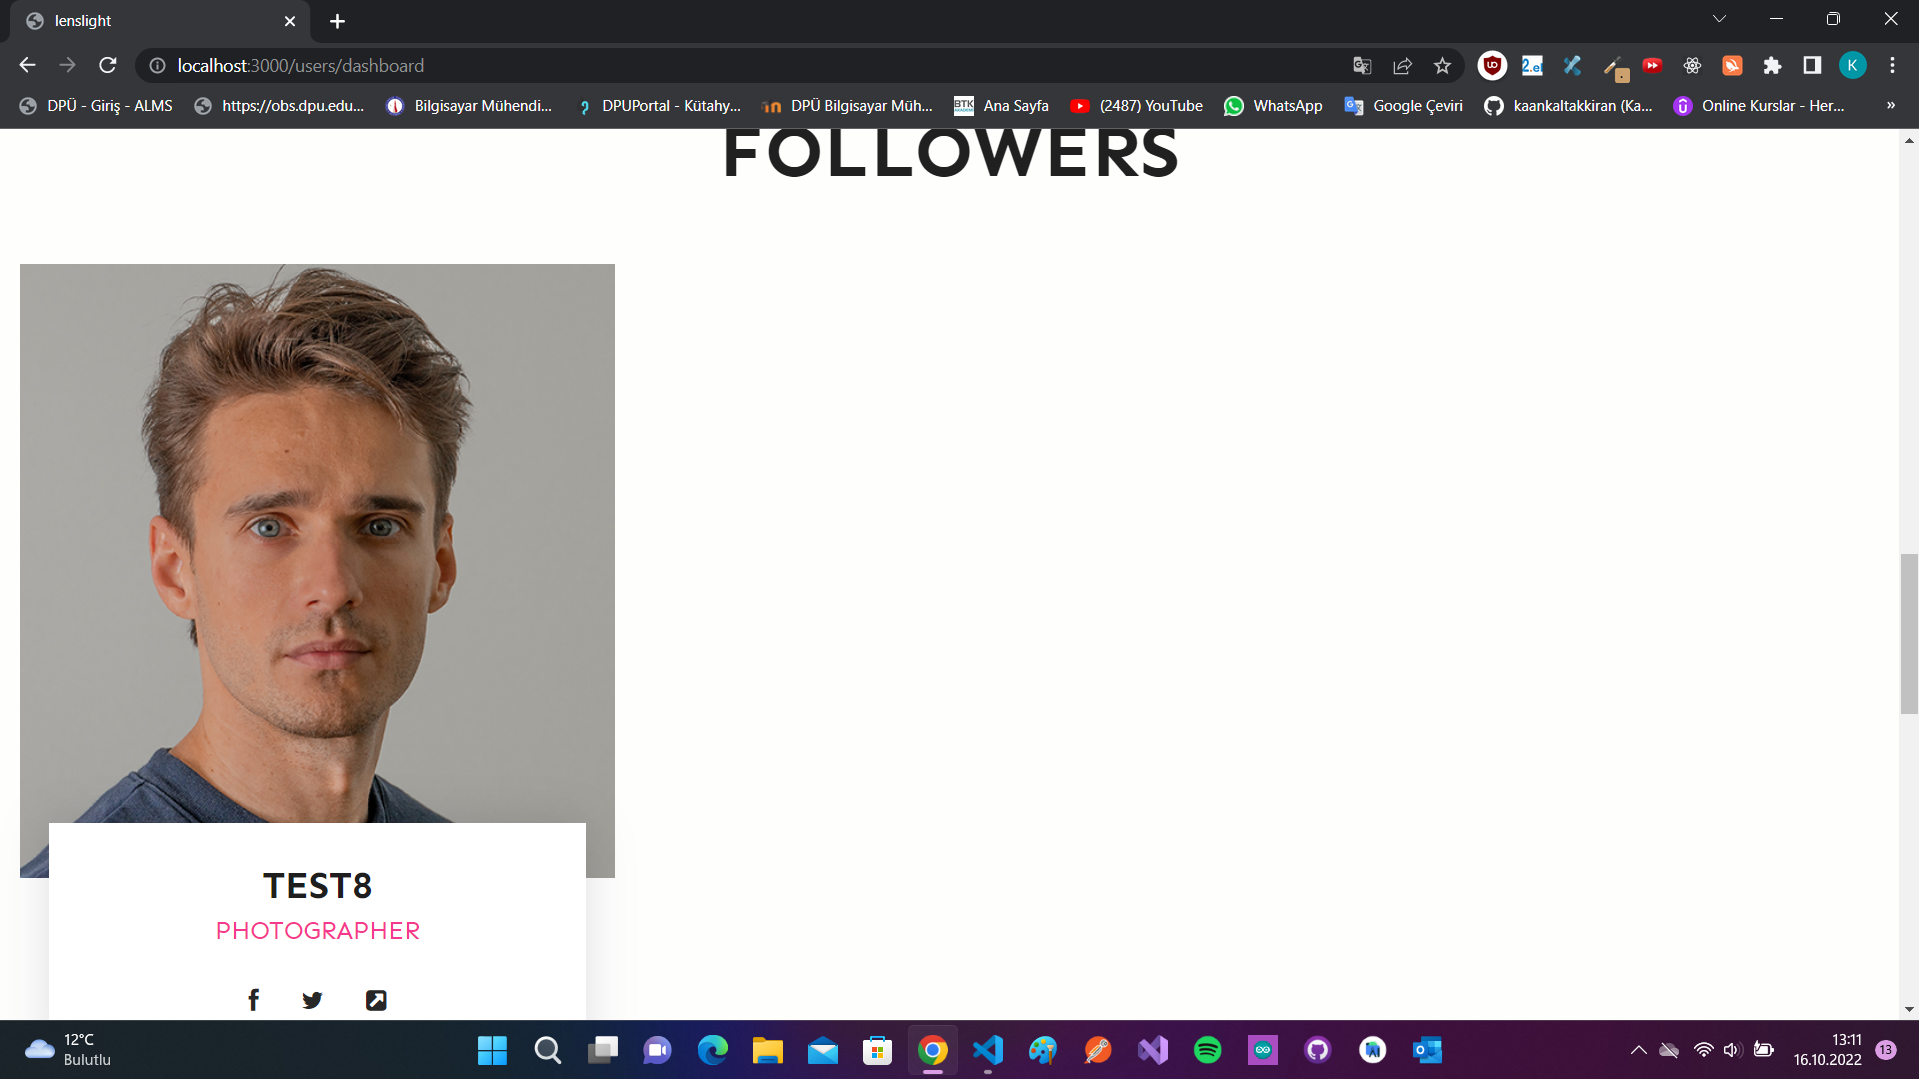 lenslight
localhost:3000/users/dashboard
DPÜ - Giriş - ALMS
https://obs.dpu.edu...
Bilgisayar Mühendi...
DPUPortal - Kütahy...
DPÜ Bilgisayar Müh...
BTK
Ana Sayfa
(2487) YouTube
WhatsApp
Google Çeviri
kaankaltakkiran (Ka...
Online Kurslar - Her...
»
K
FOLLOWERS
TEST8
PHOTOGRAPHER
12°C
Bulutlu
13:11
16.10.2022
13